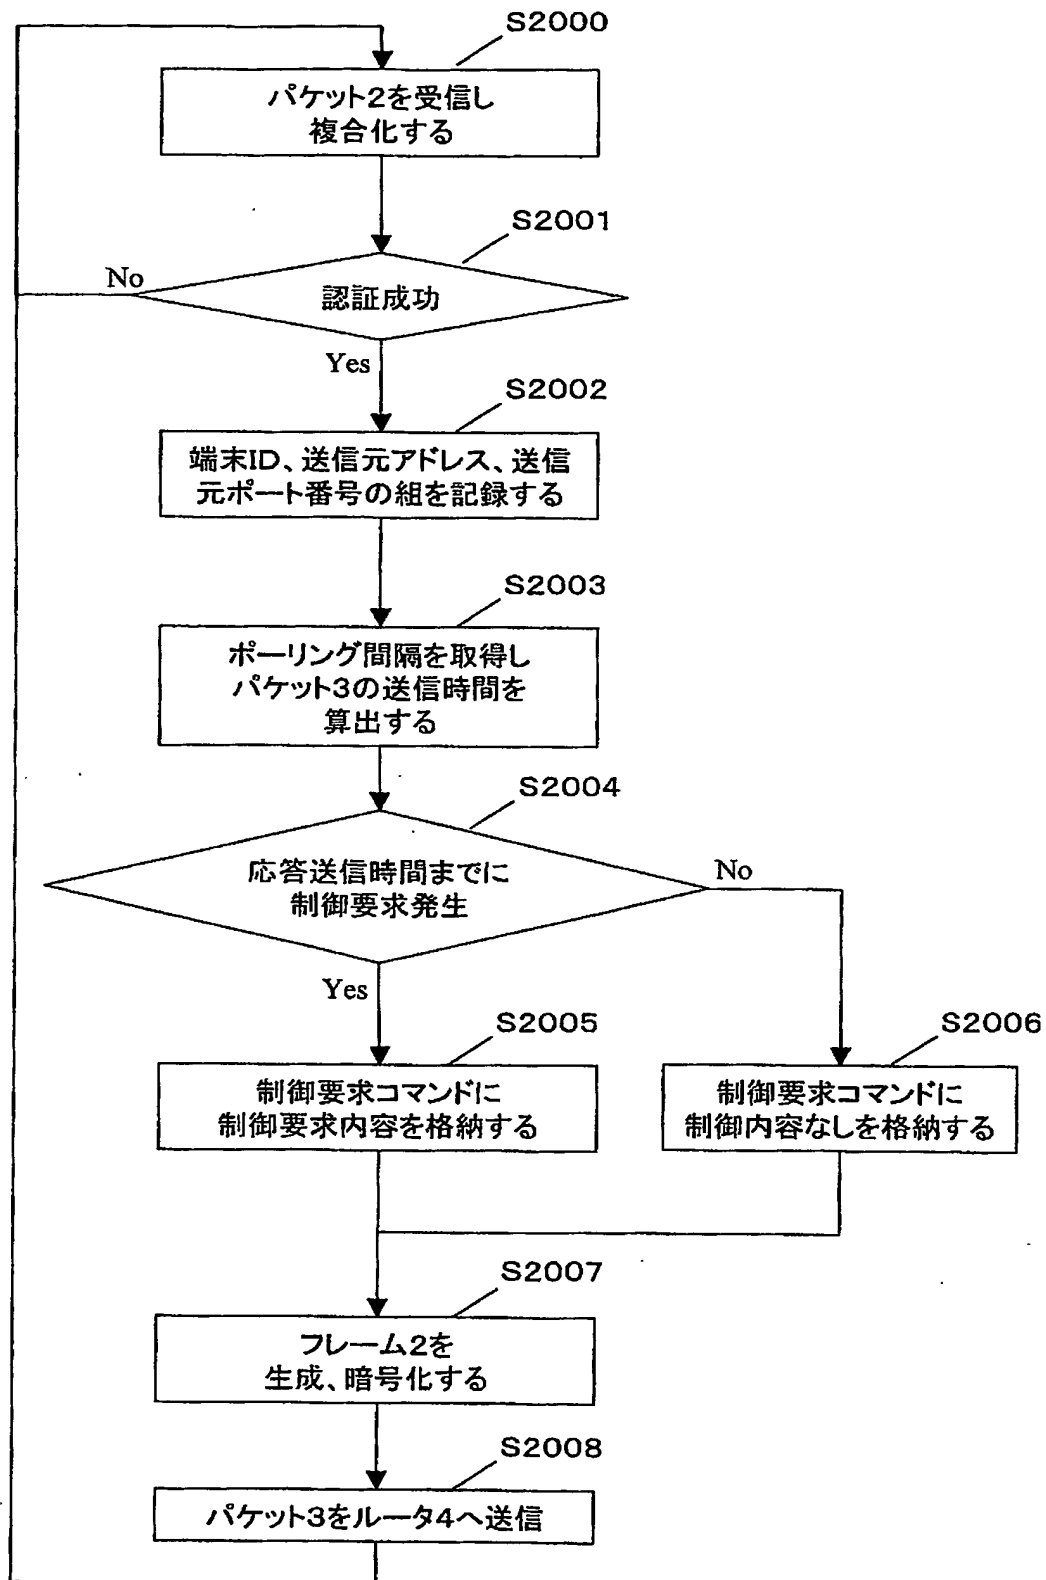 S2000
パケット2を受信し
複合化する
S2001
No
認証成功
Yes
S2002
端末ID、送信元アドレス、送信
元ポート番号の組を記録する
S2003
ポーリング間隔を取得し
パケット3の送信時間を
算出する
S2004
応答送信時間までに
制御要求発生
No
Yes
S2005
制御要求コマンドに
制御要求内容を格納する
S2006
制御要求コマンドに
制御内容なしを格納する
S2007
フレーム2を
生成、暗号化する
S2008
パケット3をルータ4へ送信